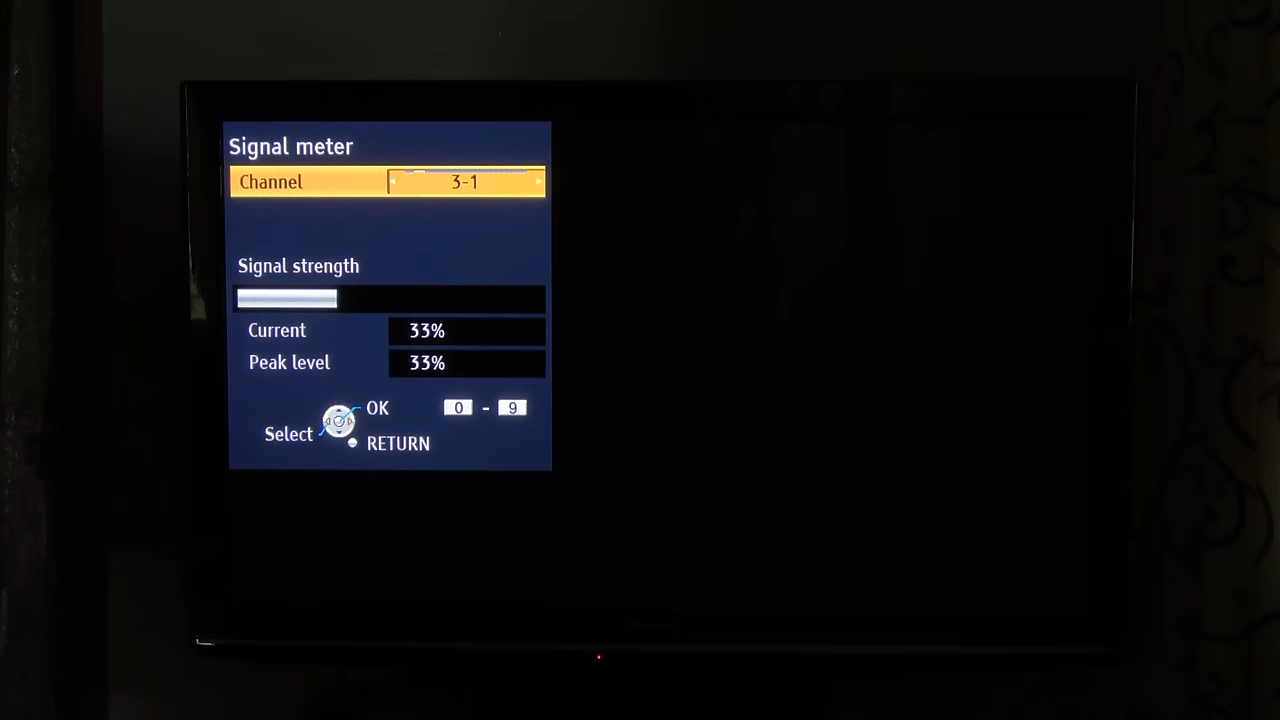 Signal meter
Channel 3-1
Signal strength
Current 33%
Peak level 33%
OK 0 - 9
Select
RETURN